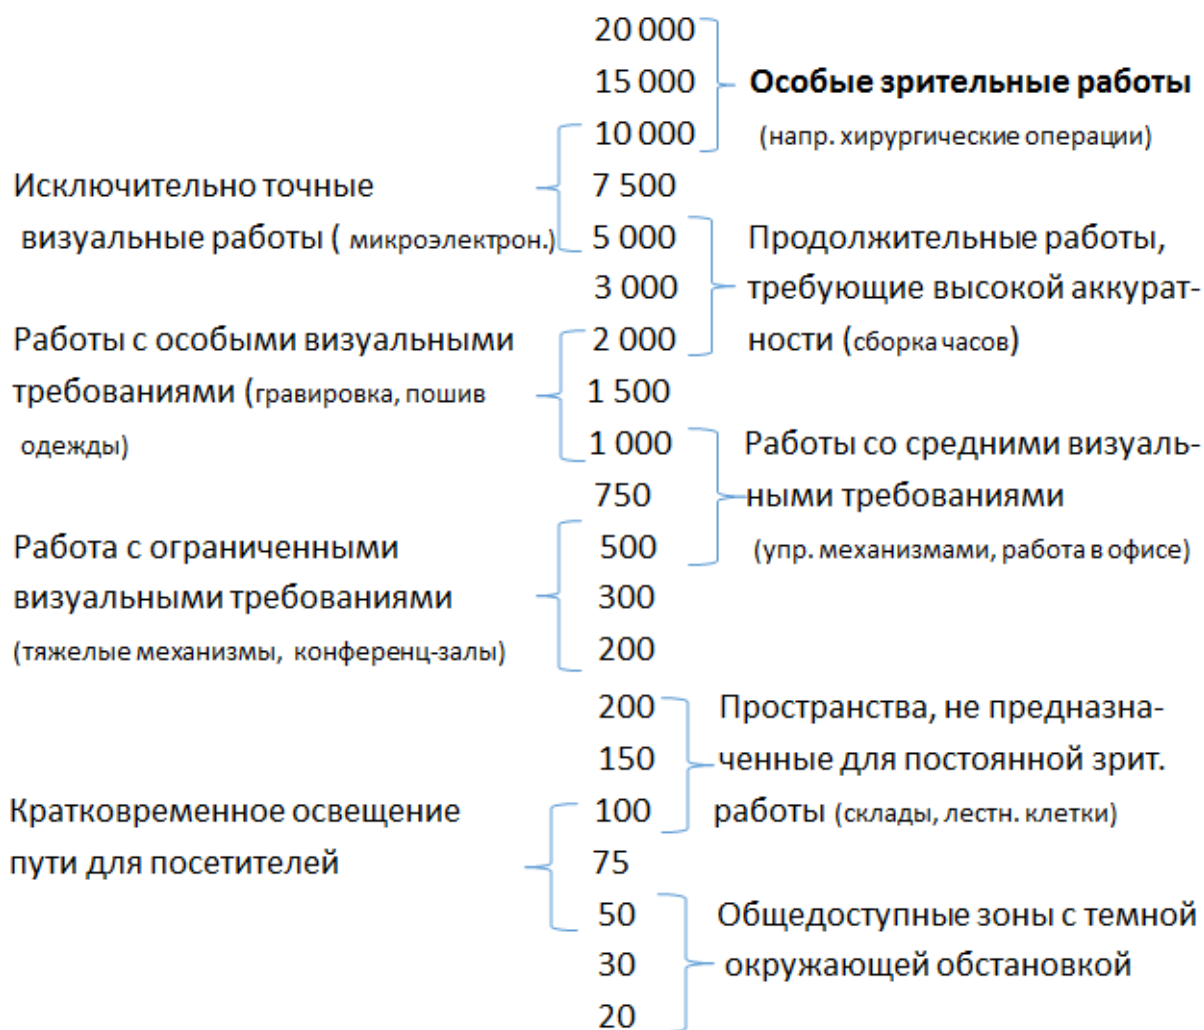 20 000
15 000 Особые зрительные работы
10 000 (напр. хирургические операции)
Исключительно точные 7 500
визуальные работы ( микроэлектрон.) 5 000 Продолжительные работы,
3 000 требующие высокой аккурат-
Работы с особыми визуальными 2 000 ности (сборка часов)
требованиями (гравировка, пошив 1 500
одежды) 1 000 Работы со средними визуаль-
750 ными требованиями
Работа с ограниченными 500 (упр. механизмами, работа в офисе)
визуальными требованиями 300
(тяжелые механизмы, конференц-залы) 200
200 Пространства, не предназна-
150 ченные для постоянной зрит.
Кратковременное освещение 100 работы (склады, лестн. клетки)
пути для посетителей 75
50 Общедоступные зоны с темной
30 окружающей обстановкой
20